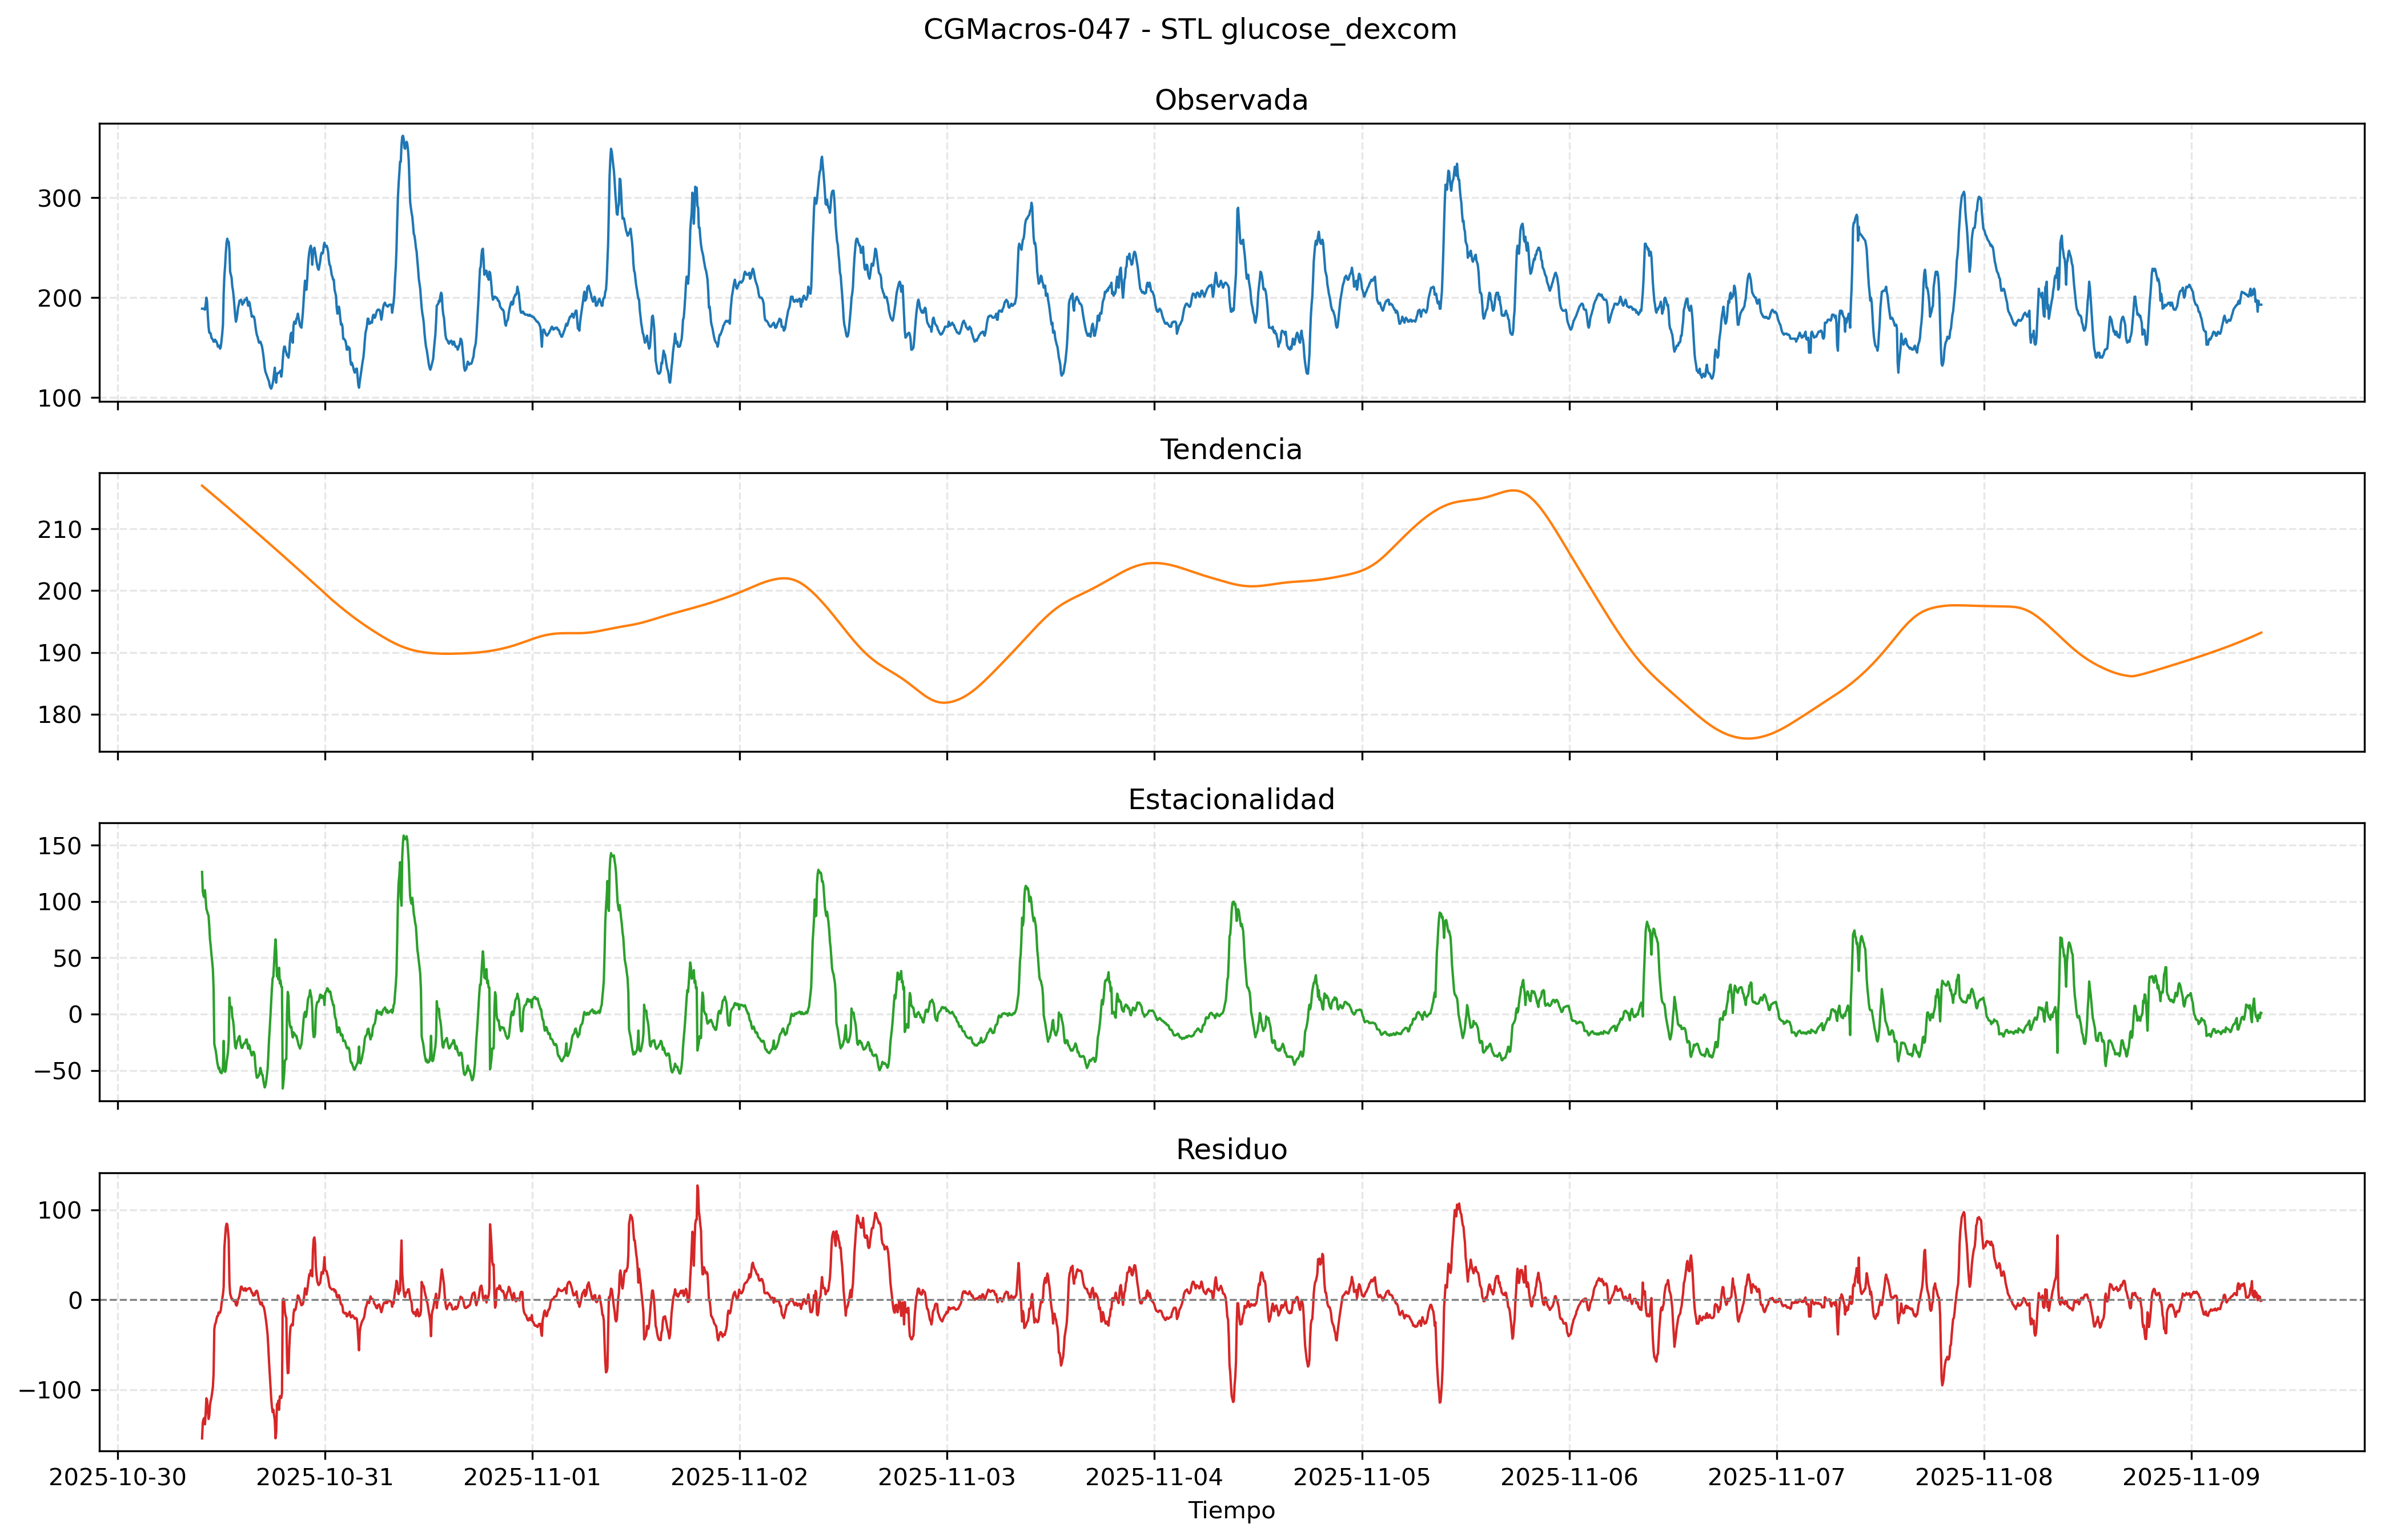 CGMacros-047 - STL glucose_dexcom
Observada
300
200
100
Tendencia
210
200
190
180
Estacionalidad
150
100
50
0
−50
Residuo
100
0
−100
2025-10-30 2025-10-31 2025-11-01 2025-11-02 2025-11-03 2025-11-04 2025-11-05 2025-11-06 2025-11-07 2025-11-08 2025-11-09
Tiempo